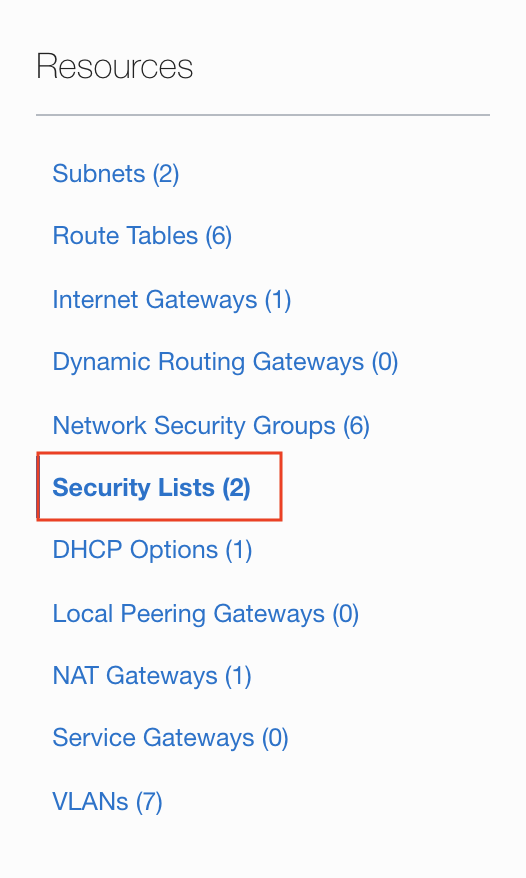 Resources
Subnets (2)
Route Tables (6)
Internet Gateways (1)
Dynamic Routing Gateways (0)
Network Security Groups (6)
Security Lists (2)
DHCP Options (1)
Local Peering Gateways (0)
NAT Gateways (1)
Service Gateways (0)
VLANs (7)